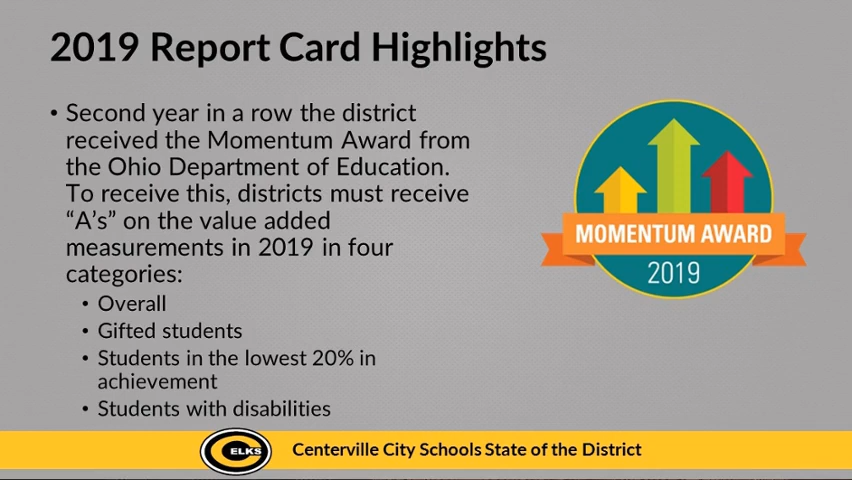 2019 Report Card Highlights
• Second year in a row the district
received the Momentum Award from
the Ohio Department of Education.
To receive this, districts must receive
“A’s” on the value added
measurements in 2019 in four
categories:
• Overall
• Gifted students
• Students in the lowest 20% in
achievement
• Students with disabilities
MOMENTUM AWARD
2019
C ELKS
Centerville City Schools State of the District